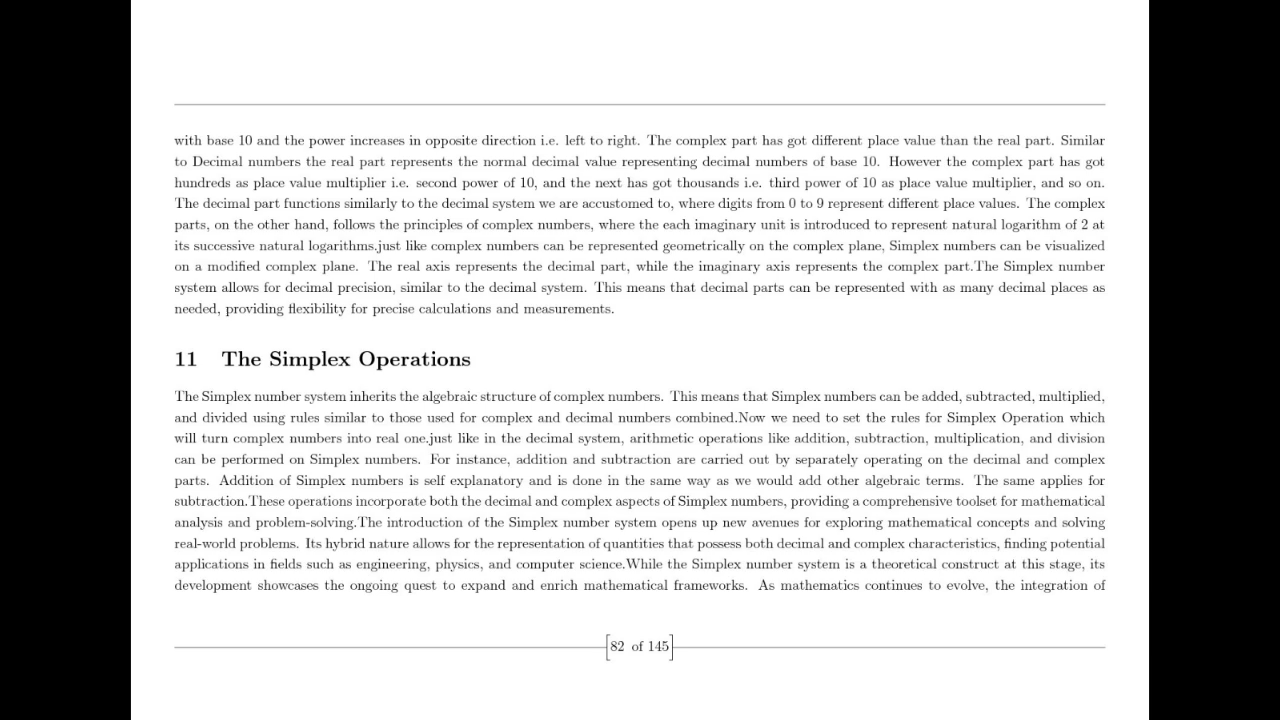 with base 10 and the power increases in opposite direction i.e. left to right. The complex part has got different place value than the real part. Similar
to Decimal numbers the real part represents the normal decimal value representing decimal numbers of base 10. However the complex part has got
hundreds as place value multiplier i.e. second power of 10, and the next has got thousands i.e. third power of 10 as place value multiplier, and so on.
The decimal part functions similarly to the decimal system we are accustomed to, where digits from 0 to 9 represent different place values. The complex
parts, on the other hand, follows the principles of complex numbers, where the each imaginary unit is introduced to represent natural logarithm of 2 at
its successive natural logarithms.just like complex numbers can be represented geometrically on the complex plane, Simplex numbers can be visualized
on a modified complex plane. The real axis represents the decimal part, while the imaginary axis represents the complex part.The Simplex number
system allows for decimal precision, similar to the decimal system. This means that decimal parts can be represented with as many decimal places as
needed, providing flexibility for precise calculations and measurements.
11 The Simplex Operations
The Simplex number system inherits the algebraic structure of complex numbers. This means that Simplex numbers can be added, subtracted, multiplied,
and divided using rules similar to those used for complex and decimal numbers combined.Now we need to set the rules for Simplex Operation which
will turn complex numbers into real one.just like in the decimal system, arithmetic operations like addition, subtraction, multiplication, and division
can be performed on Simplex numbers. For instance, addition and subtraction are carried out by separately operating on the decimal and complex
parts. Addition of Simplex numbers is self explanatory and is done in the same way as we would add other algebraic terms. The same applies for
subtraction.These operations incorporate both the decimal and complex aspects of Simplex numbers, providing a comprehensive toolset for mathematical
analysis and problem-solving.The introduction of the Simplex number system opens up new avenues for exploring mathematical concepts and solving
real-world problems. Its hybrid nature allows for the representation of quantities that possess both decimal and complex characteristics, finding potential
applications in fields such as engineering, physics, and computer science.While the Simplex number system is a theoretical construct at this stage, its
development showcases the ongoing quest to expand and enrich mathematical frameworks. As mathematics continues to evolve, the integration of
82 of 145